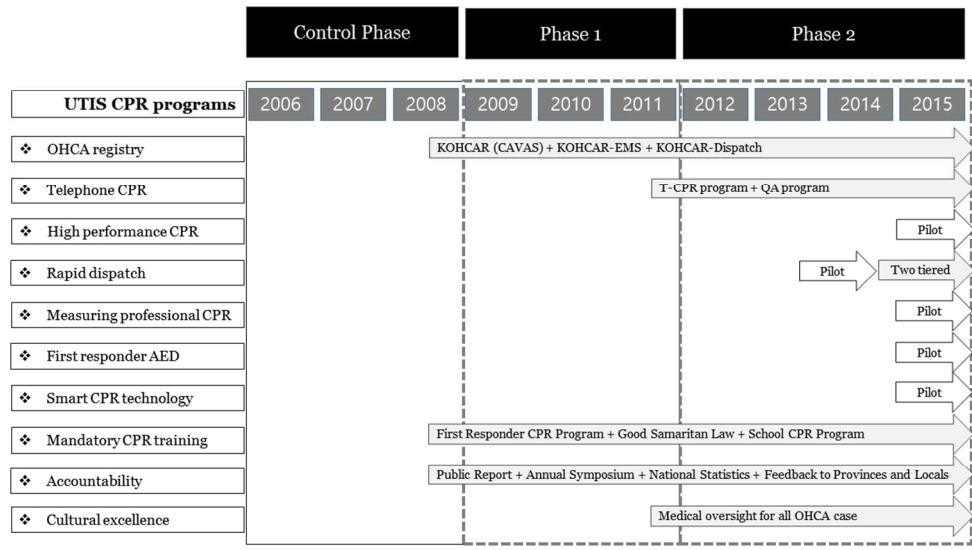 Control Phase Phase 1 Phase 2
UTIS CPR programs 2006 2007 2008 2009 2010 2011 2012 2013 2014 2015
❖ OHCA registry KOHCAR (CAVAS) + KOHCAR-EMS + KOHCAR-Dispatch
❖ Telephone CPR T-CPR program + QA program
❖ High performance CPR Pilot
❖ Rapid dispatch Pilot Two tiered
❖ Measuring professional CPR Pilot
❖ First responder AED Pilot
❖ Smart CPR technology Pilot
❖ Mandatory CPR training First Responder CPR Program + Good Samaritan Law + School CPR Program
❖ Accountability Public Report + Annual Symposium + National Statistics + Feedback to Provinces and Locals
❖ Cultural excellence Medical oversight for all OHCA case